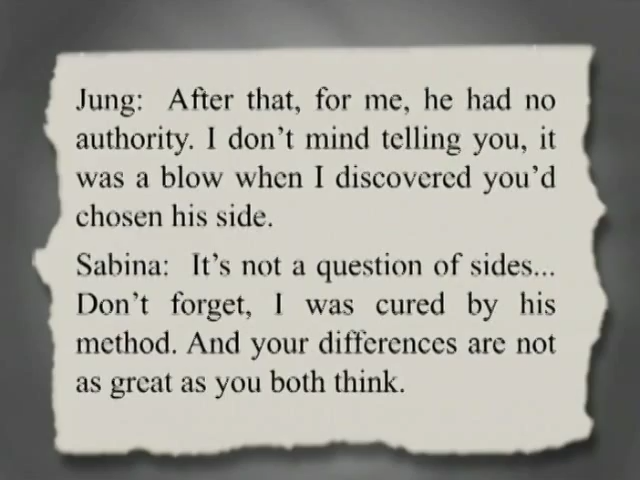 Jung: After that, for me, he had no
authority. I don't mind telling you, it
was a blow when I discovered you'd
chosen his side.
Sabina: It's not a question of sides...
Don't forget, I was cured by his
method. And your differences are not
as great as you both think.